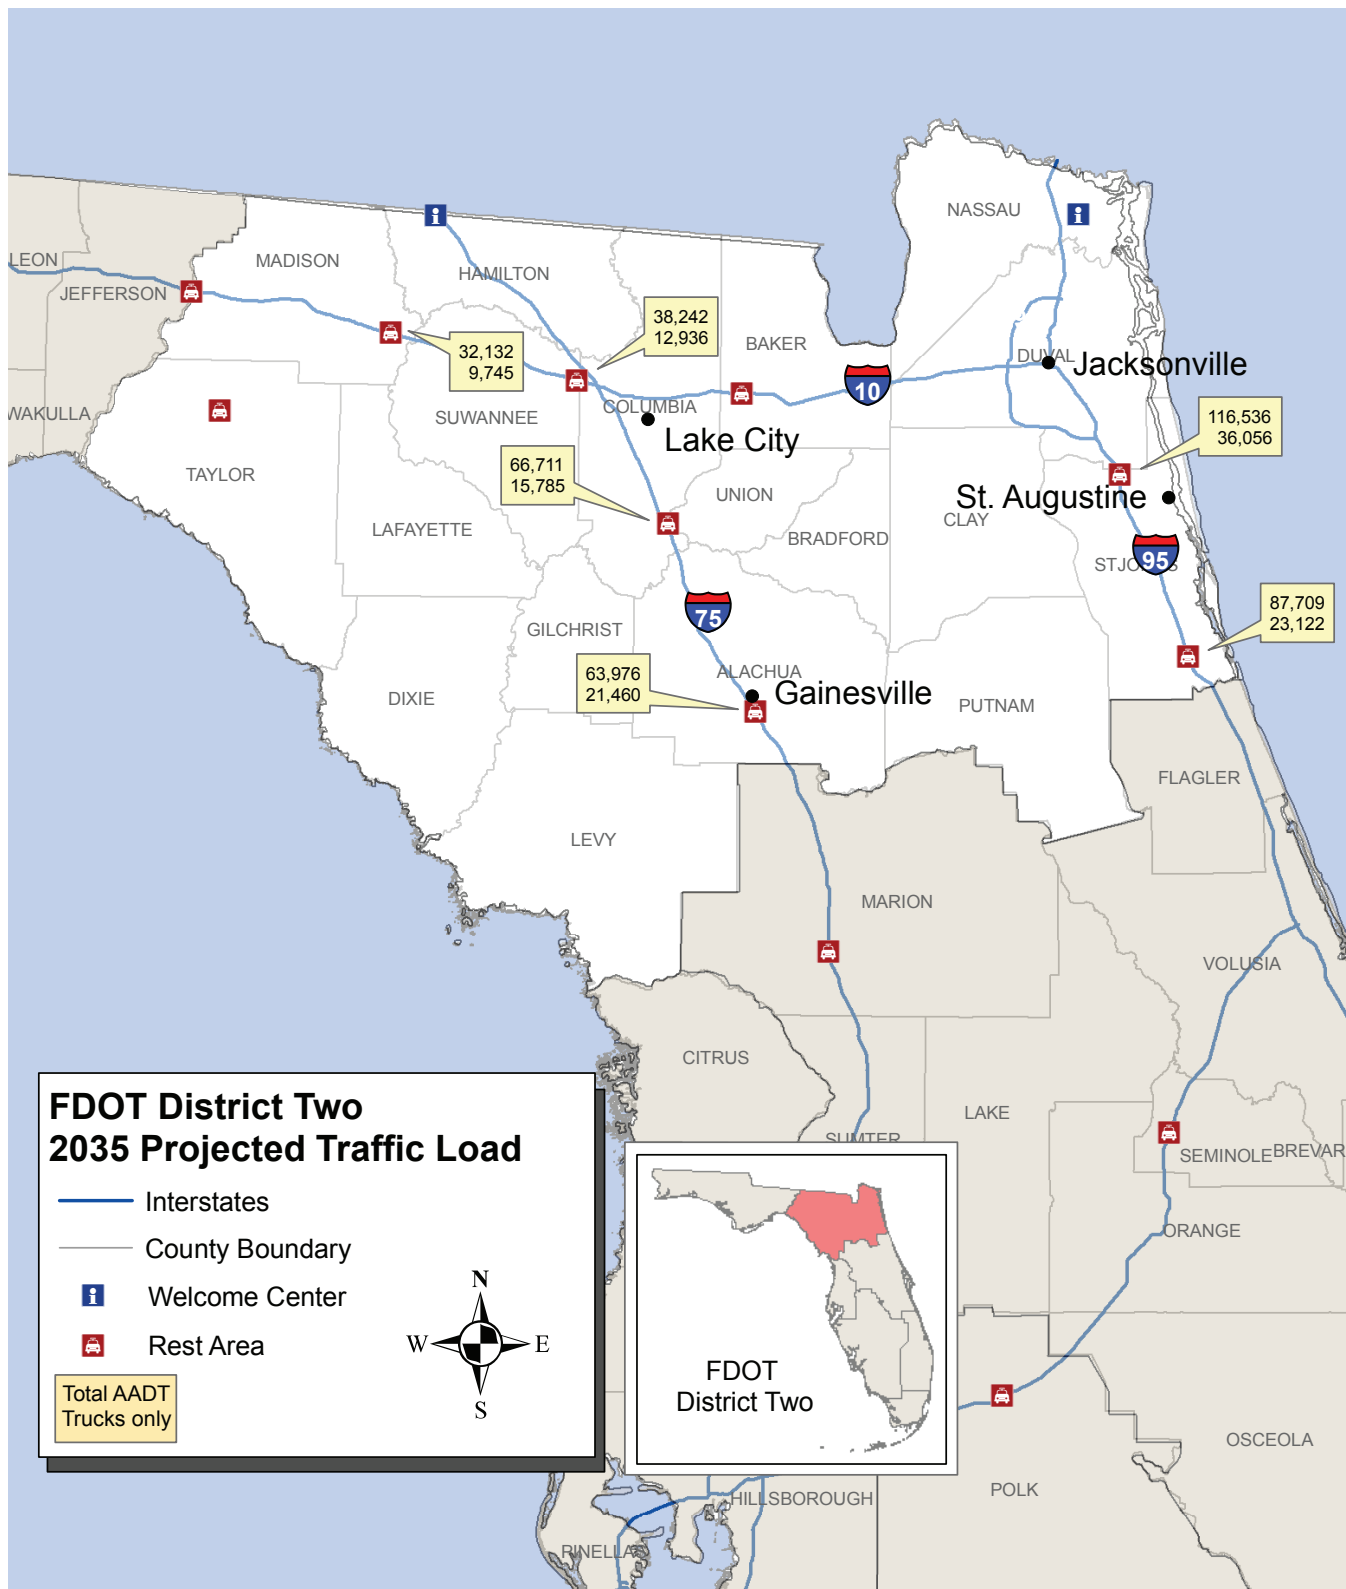 NASSAU
LEON
MADISON
HAMILTON
JEFFERSON
38,242
12,936
BAKER
32,132
9,745
DUVAL
Jacksonville
10
WAKULLA
SUWANNEE
COLUMBIA
Lake City
116,536
36,056
TAYLOR
66,711
15,785
UNION
St. Augustine
LAFAYETTE
BRADFORD
CLAY
95
87,709
23,122
75
GILCHRIST
63,976
21,460
ALACHUA
Gainesville
DIXIE
PUTNAM
FLAGLER
LEVY
MARION
VOLUSIA
CITRUS
LAKE
SUMTER
SEMINOLE
BREVAR
ORANGE
FDOT District Two
2035 Projected Traffic Load
Interstates
County Boundary
Welcome Center
Rest Area
Total AADT
Trucks only
N
W
E
S
FDOT
District Two
OSCEOLA
POLK
HILLSBOROUGH